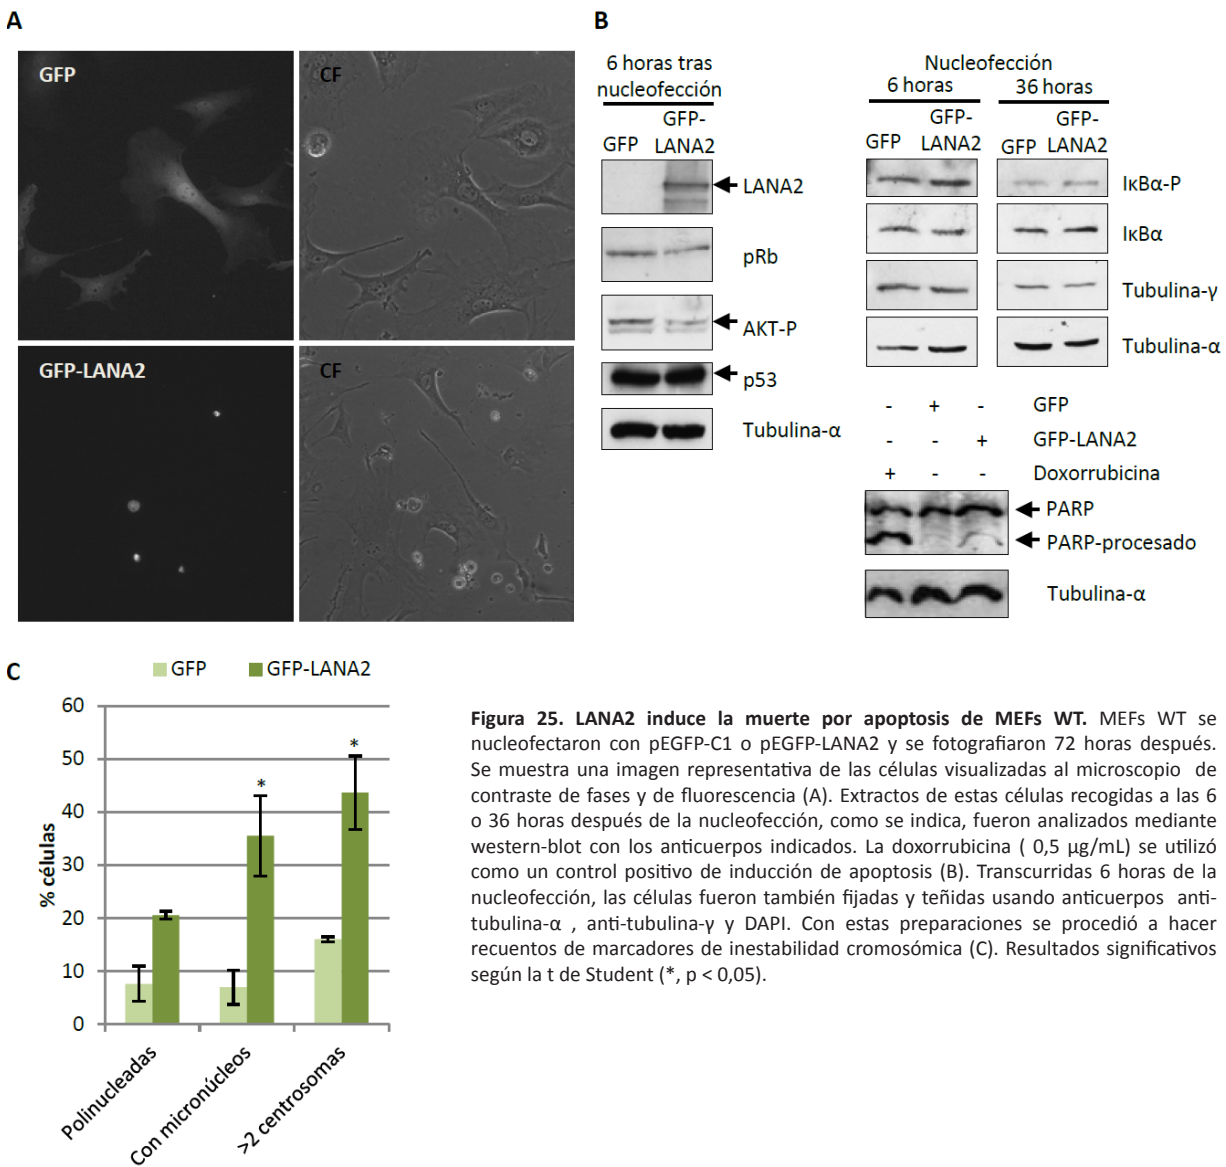 A
GFP
CF
GFP-LANA2
CF
B
6 horas tras
nucleofección
GFP
GFP-
LANA2
LANA2
pRb
AKT-P
p53
Tubulina-α
Nucleofección
6 horas
36 horas
GFP
GFP-
LANA2
GFP
GFP-
LANA2
IκBα-P
IκBα
Tubulina-γ
Tubulina-α
- + - GFP
- - + GFP-LANA2
+ - - Doxorrubicina
PARP
PARP-procesado
Tubulina-α
C
GFP
GFP-LANA2
% células
60
50
40
30
20
10
0
*
*
Polinucleadas
Con micronúcleos
>2 centrosomas
Figura 25. LANA2 induce la muerte por apoptosis de MEFs WT. MEFs WT se
nucleofectaron con pEGFP-C1 o pEGFP-LANA2 y se fotografiaron 72 horas después.
Se muestra una imagen representativa de las células visualizadas al microscopio de
contraste de fases y de fluorescencia (A). Extractos de estas células recogidas a las 6
o 36 horas después de la nucleofección, como se indica, fueron analizados mediante
western-blot con los anticuerpos indicados. La doxorrubicina ( 0,5 µg/mL) se utilizó
como un control positivo de inducción de apoptosis (B). Transcurridas 6 horas de la
nucleofección, las células fueron también fijadas y teñidas usando anticuerpos anti-
tubulina-α , anti-tubulina-γ y DAPI. Con estas preparaciones se procedió a hacer
recuentos de marcadores de inestabilidad cromosómica (C). Resultados significativos
según la t de Student (*, p < 0,05).